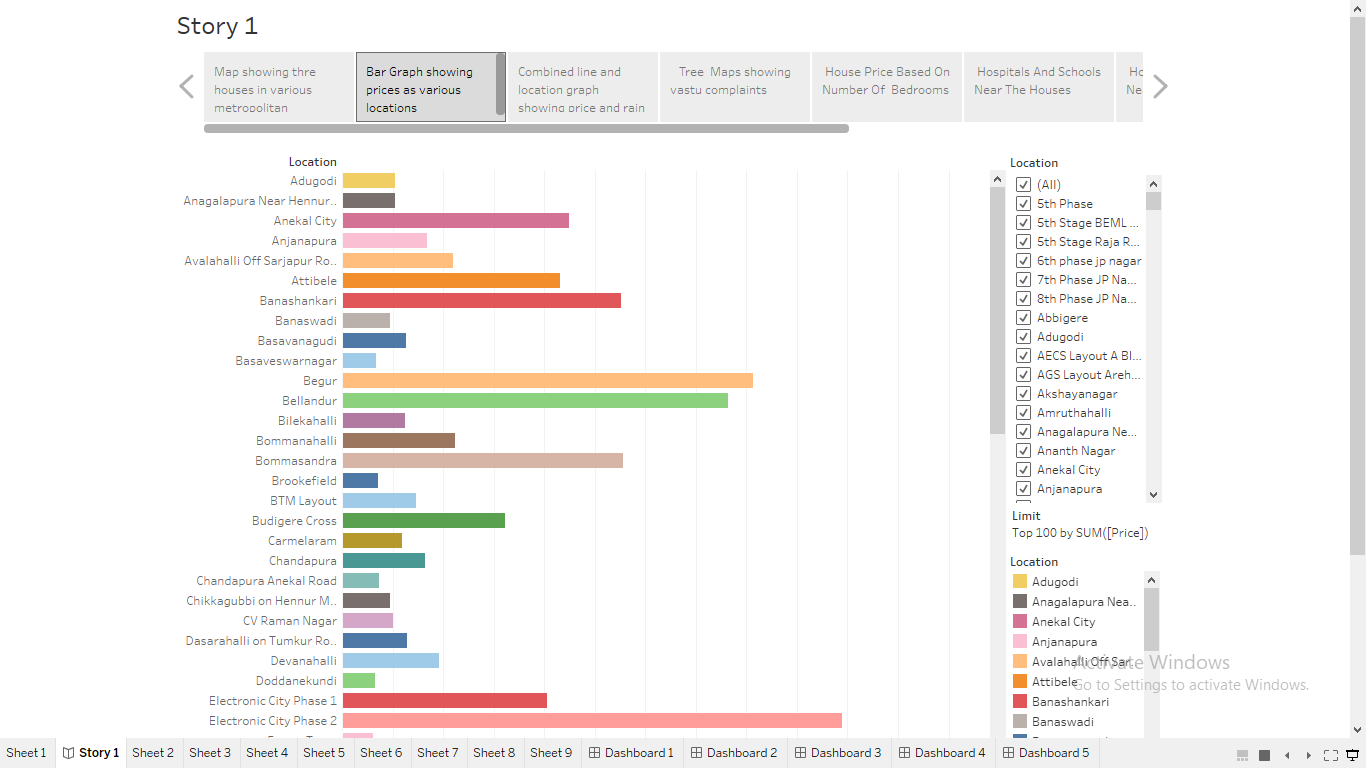 Story 1
Map showing thre
houses in various
metropolitan
Bar Graph showing
prices as various
locations
Combined line and
location graph
showing price and rain
Tree Maps showing
vastu complaints
House Price Based On
Number Of Bedrooms
Hospitals And Schools
Near The Houses
Ho
Ne
Location
Adugodi
Anagalapura Near Hennur..
Anekal City
Anjanapura
Avalahalli Off Sarjapur Ro..
Attibele
Banashankari
Banaswadi
Basavanagudi
Basaveswarnagar
Begur
Bellandur
Bilekahalli
Bommanahalli
Bommasandra
Brookefield
BTM Layout
Budigere Cross
Carmelaram
Chandapura
Chandapura Anekal Road
Chikkagubbi on Hennur M..
CV Raman Nagar
Dasarahalli on Tumkur Ro..
Devanahalli
Doddanekundi
Electronic City Phase 1
Electronic City Phase 2
Location
(All)
5th Phase
5th Stage BEML ...
5th Stage Raja R...
6th phase jp nagar
7th Phase JP Na...
8th Phase JP Na...
Abbigere
Adugodi
AECS Layout A Bl...
AGS Layout Areh...
Akshayanagar
Amruthahalli
Anagalapura Ne...
Ananth Nagar
Anekal City
Anjanapura
Limit
Top 100 by SUM([Price])
Location
Adugodi
Anagalapura Nea..
Anekal City
Anjanapura
Avalahalli Off Sar..
Attibele
Banashankari
Banaswadi
Activate Windows
Go to Settings to activate Windows.
Sheet 1
Story 1
Sheet 2
Sheet 3
Sheet 4
Sheet 5
Sheet 6
Sheet 7
Sheet 8
Sheet 9
Dashboard 1
Dashboard 2
Dashboard 3
Dashboard 4
Dashboard 5